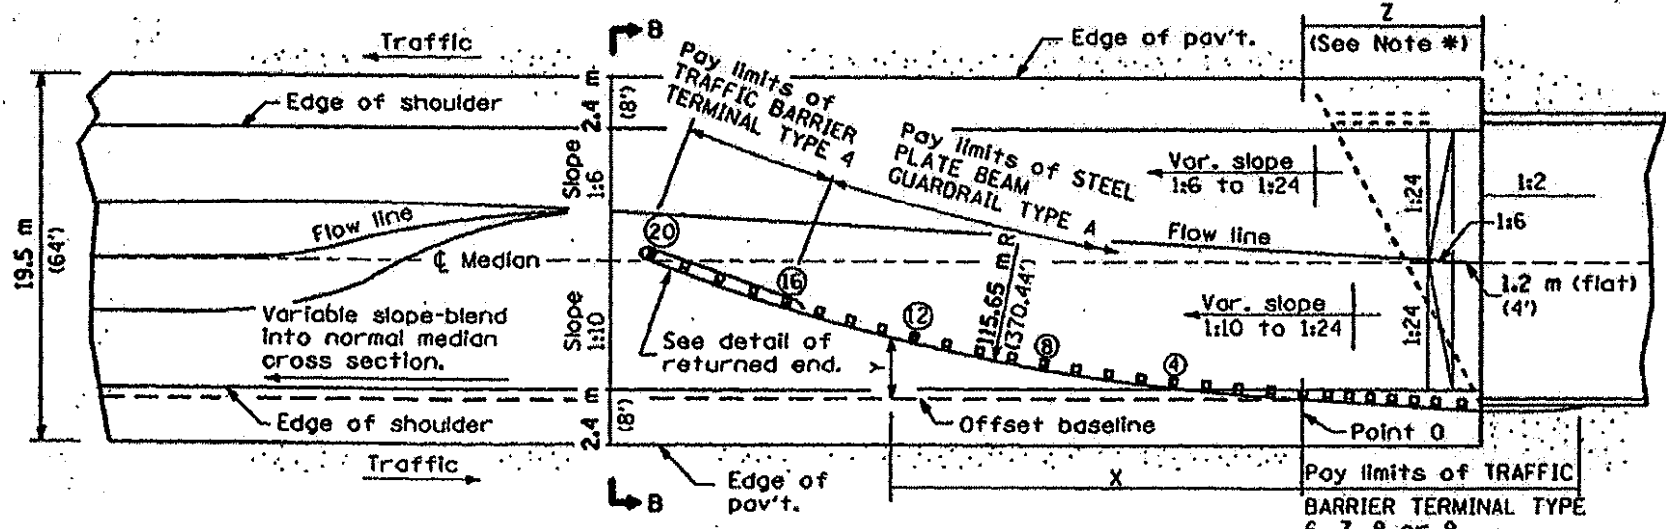 B
Z
Traffic
Edge of pav't.
(See Note *)
Pay limits of
TRAFFIC BARRIER
TERMINAL TYPE 4
Edge of shoulder
2.4 m
(8')
Pay limits of STEEL
PLATE BEAM
GUARDRAIL TYPE A
Var. slope
1:6 to 1:24
1:24
1:2
Slope
1:6
1:6
19.5 m
(64')
Flow line
20
Flow line
℄ Median
16
115.65 m R
(370.44')
1.2 m (flat)
(4')
Variable slope-blend
into normal median
cross section.
Slope
1:10
See detail of
returned end.
12
Y
8
4
Var. slope
1:10 to 1:24
1:24
Edge of shoulder
2.4 m
(8')
Offset baseline
Point 0
Traffic
B
Edge of
pav't.
X
Pay limits of TRAFFIC
BARRIER TERMINAL TYPE
6, 7, 8 or 9